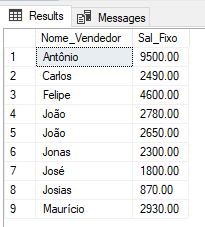 Results Messages
Nome_Vendedor Sal_Fixo
1 Antônio 9500.00
2 Carlos 2490.00
3 Felipe 4600.00
4 João 2780.00
5 João 2650.00
6 Jonas 2300.00
7 José 1800.00
8 Josias 870.00
9 Maurício 2930.00